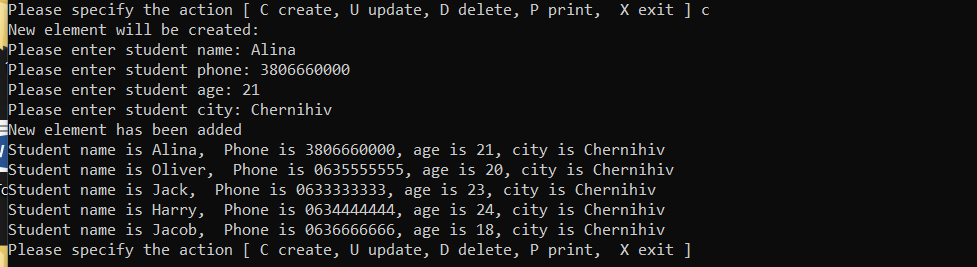 Please specify the action [ C create, U update, D delete, P print,  X exit ] c
New element will be created:
Please enter student name: Alina
Please enter student phone: 3806660000
Please enter student age: 21
Please enter student city: Chernihiv
New element has been added
Student name is Alina,  Phone is 3806660000, age is 21, city is Chernihiv
Student name is Oliver,  Phone is 0635555555, age is 20, city is Chernihiv
Student name is Jack,  Phone is 0633333333, age is 23, city is Chernihiv
Student name is Harry,  Phone is 0634444444, age is 24, city is Chernihiv
Student name is Jacob,  Phone is 0636666666, age is 18, city is Chernihiv
Please specify the action [ C create, U update, D delete, P print,  X exit ]